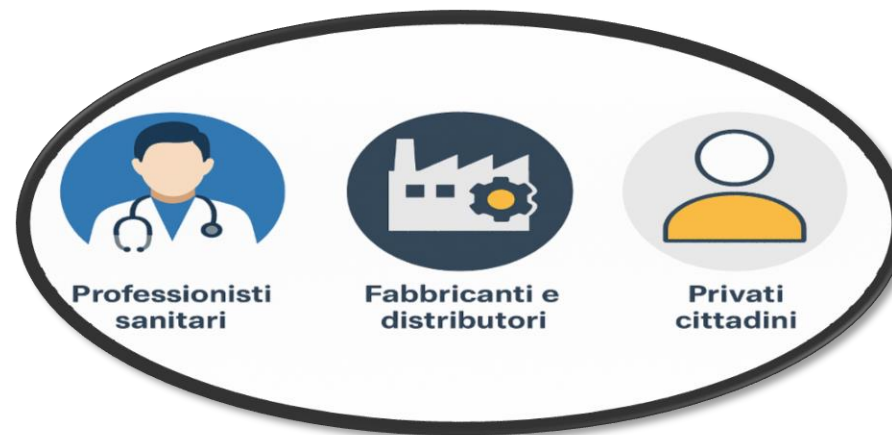 Professionisti
sanitari
Fabbricanti e
distributori
Privati
cittadini